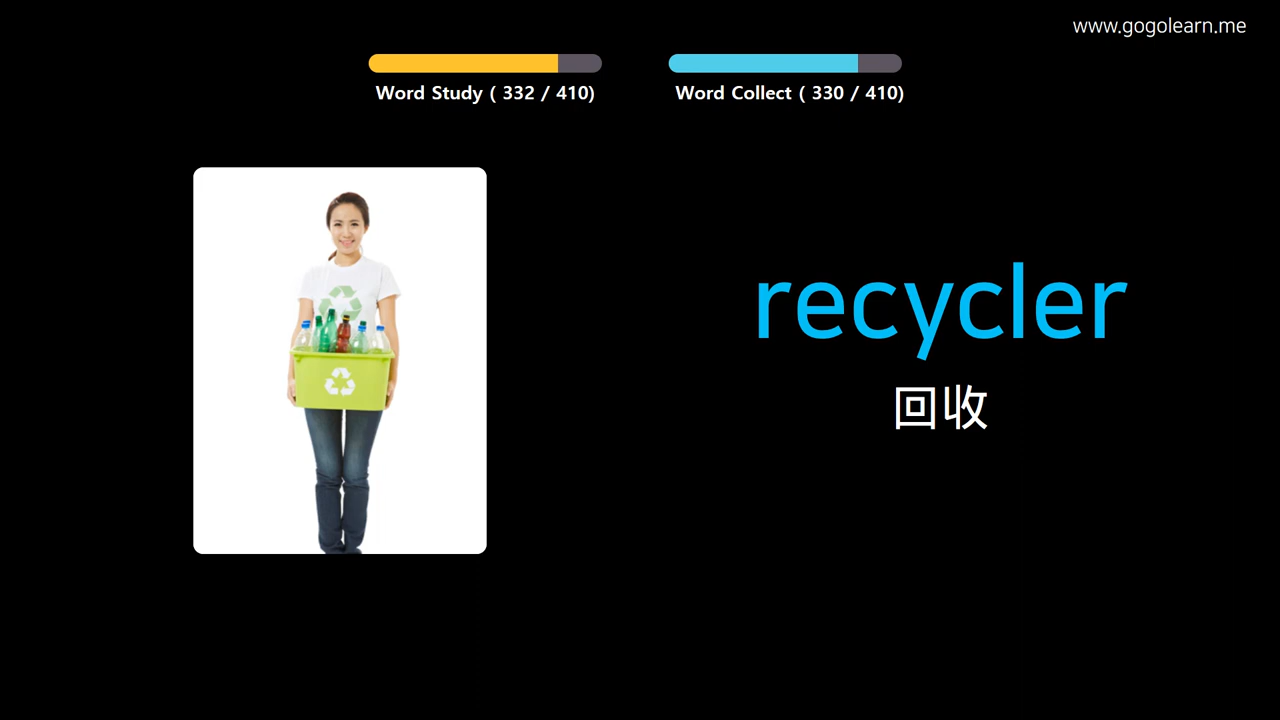 www.gogolearn.me
Word Study ( 332 / 410)
Word Collect ( 330 / 410)
recycler
回收